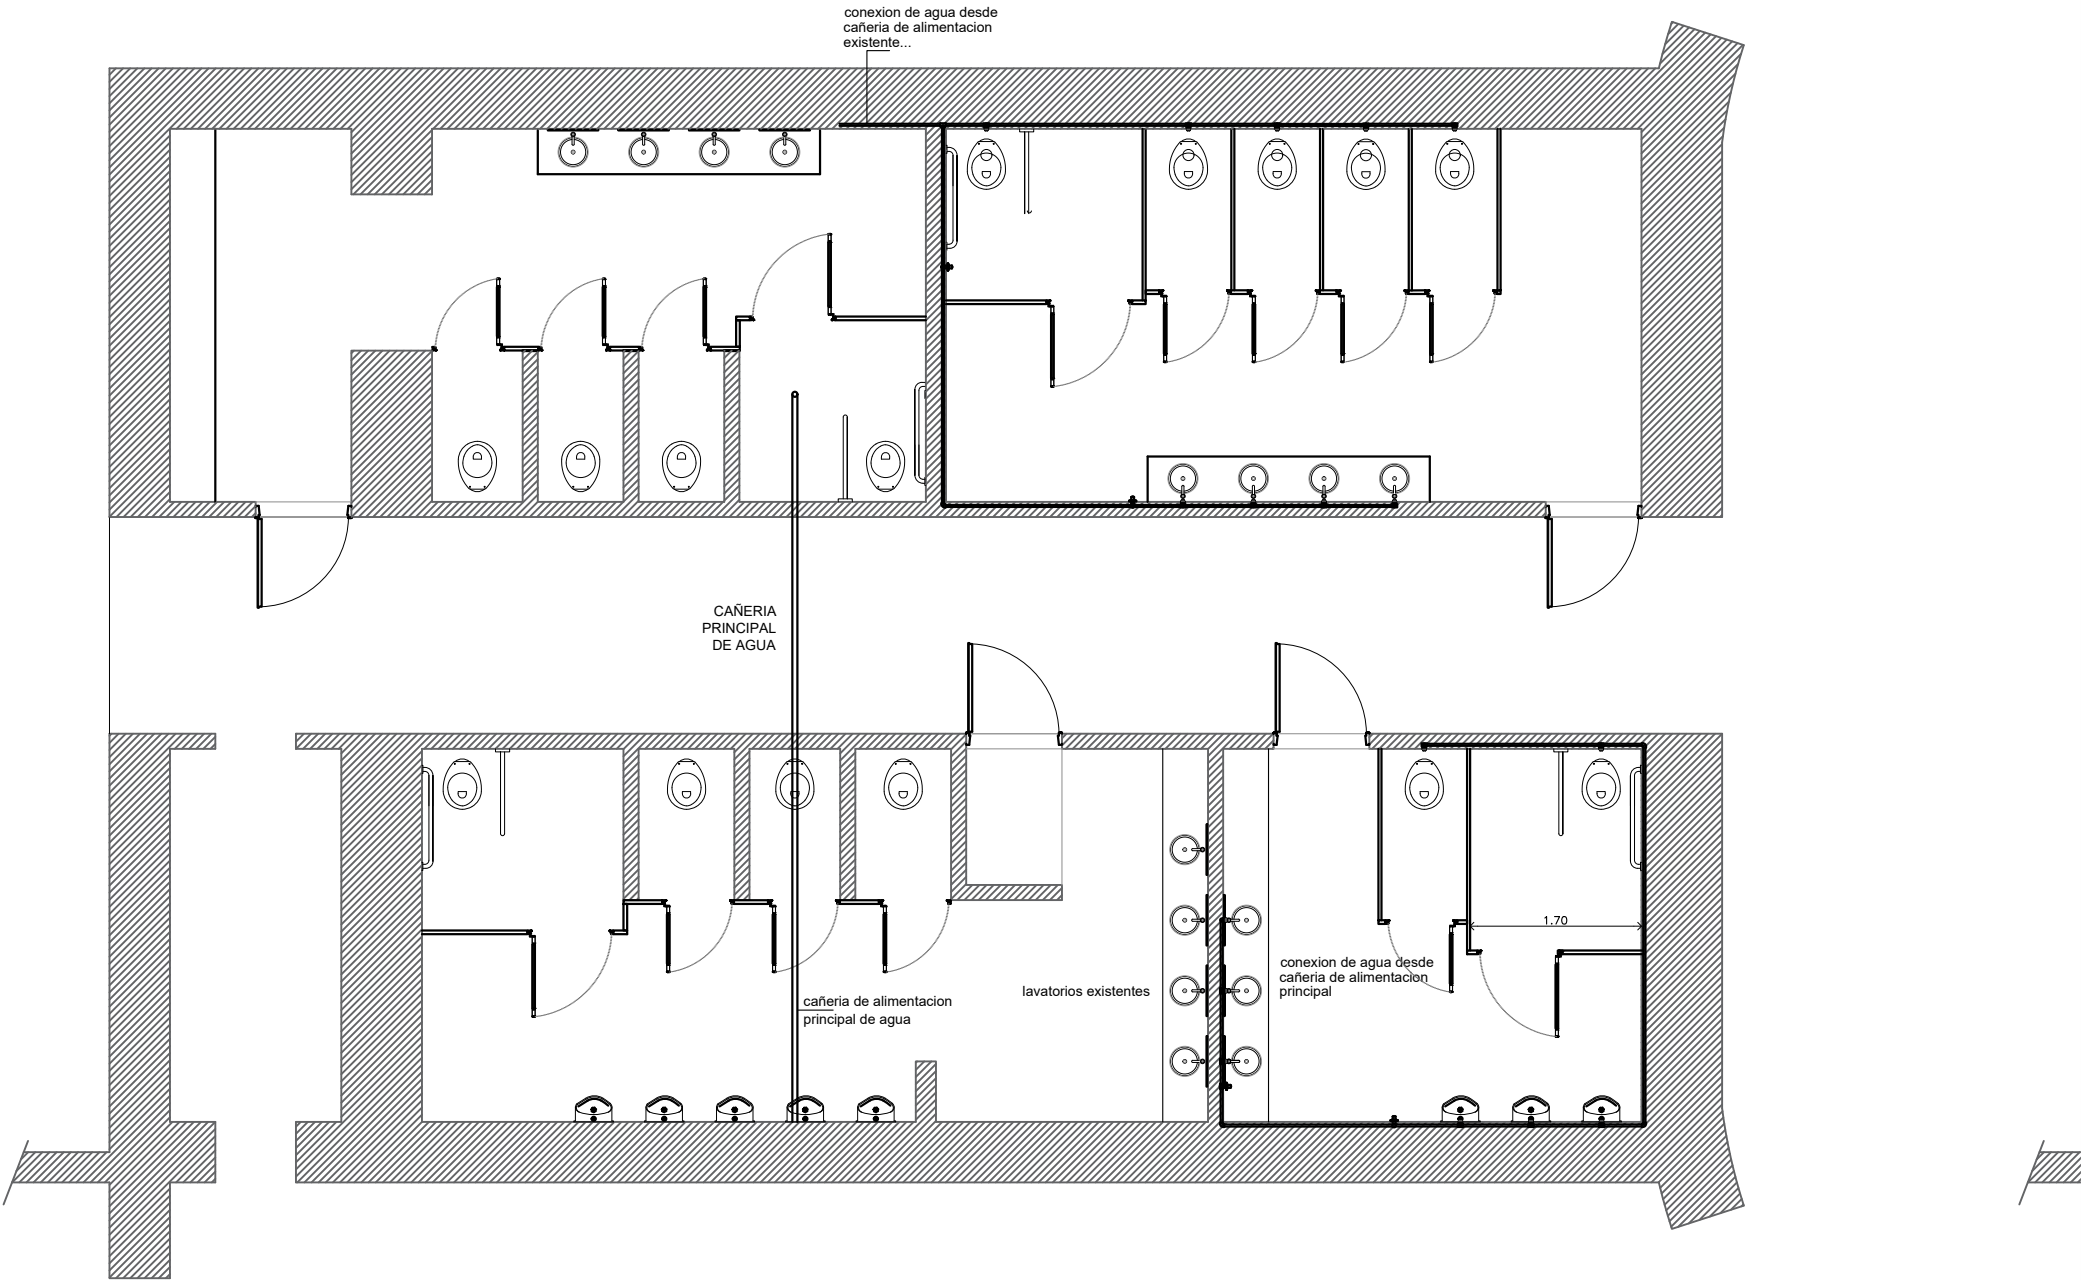 conexion de agua desde
cañeria de alimentacion
existente...
CAÑERIA
PRINCIPAL
DE AGUA
1.70
conexion de agua desde
cañeria de alimentacion
principal
lavatorios existentes
cañeria de alimentacion
principal de agua